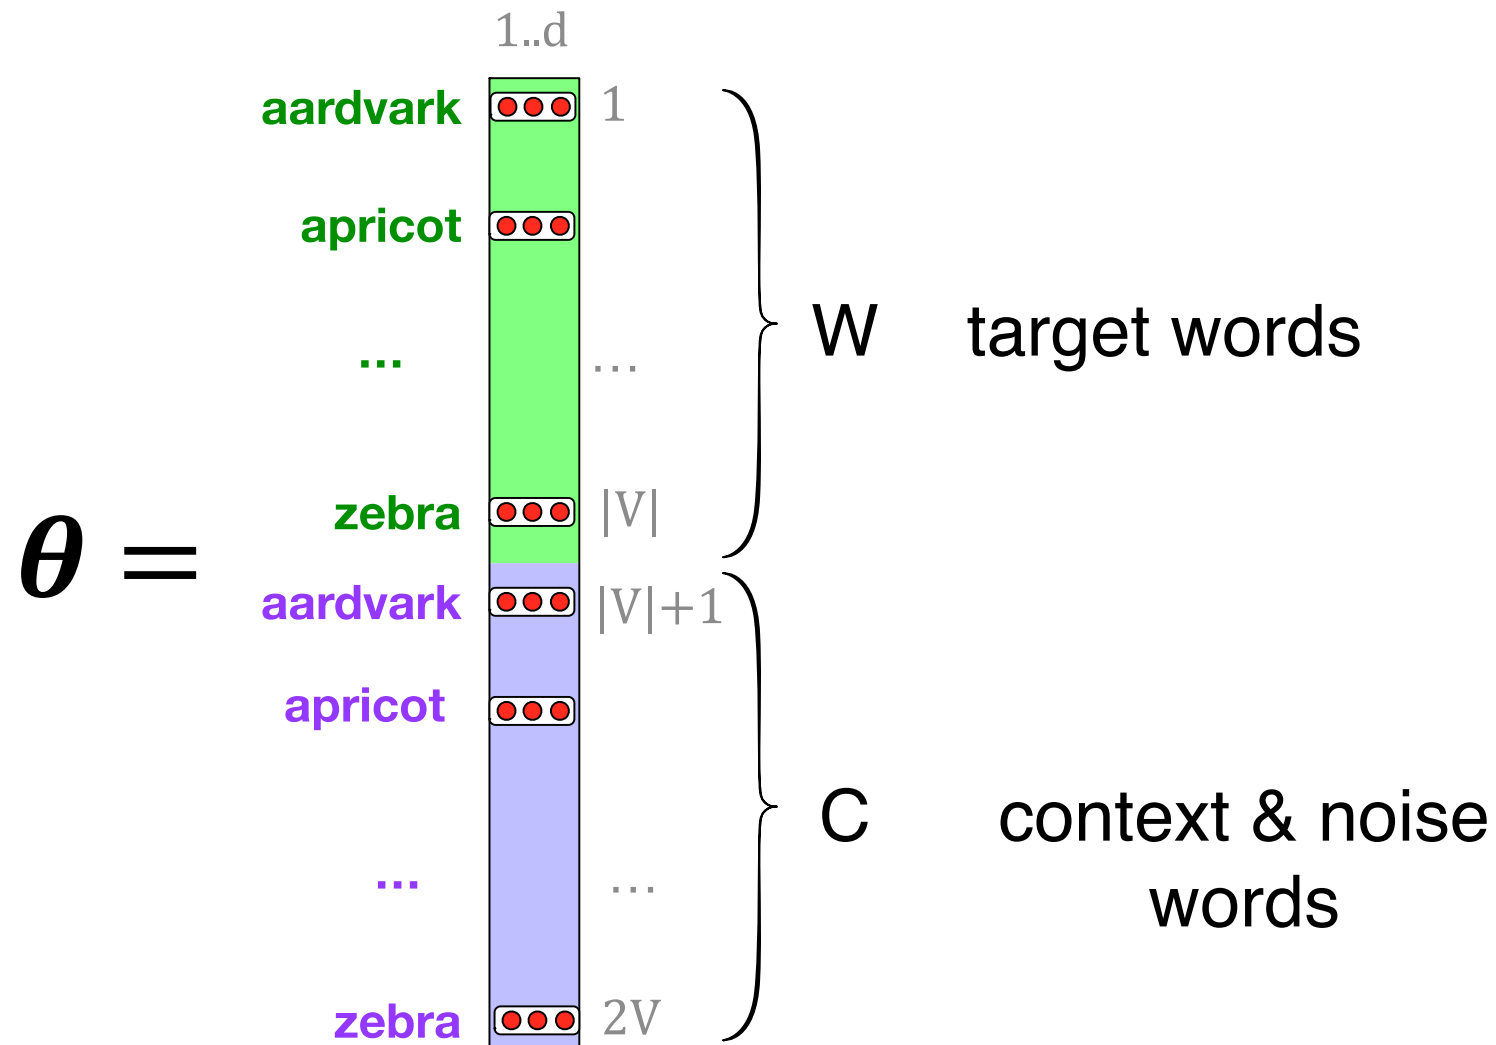 1..d
aardvark 1
apricot
... ...
W target words
zebra |V|
θ =
aardvark |V|+1
apricot
C context & noise
words
... ...
zebra 2V